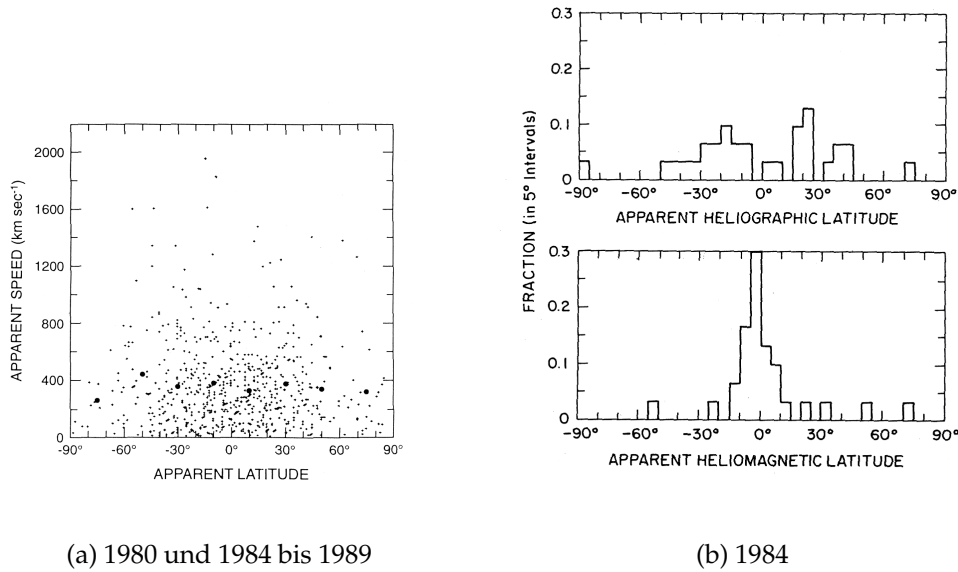 2000
1600
1200
800
400
0
APPARENT SPEED (km sec⁻¹)
-90° -60° -30° 0° 30° 60° 90°
APPARENT LATITUDE
(a) 1980 und 1984 bis 1989
0.3
0.2
0.1
0
-90° -60° -30° 0° 30° 60° 90°
APPARENT HELIOGRAPHIC LATITUDE
FRACTION (in 5° Intervals)
0.3
0.2
0.1
0
-90° -60° -30° 0° 30° 60° 90°
APPARENT HELIOMAGNETIC LATITUDE
(b) 1984